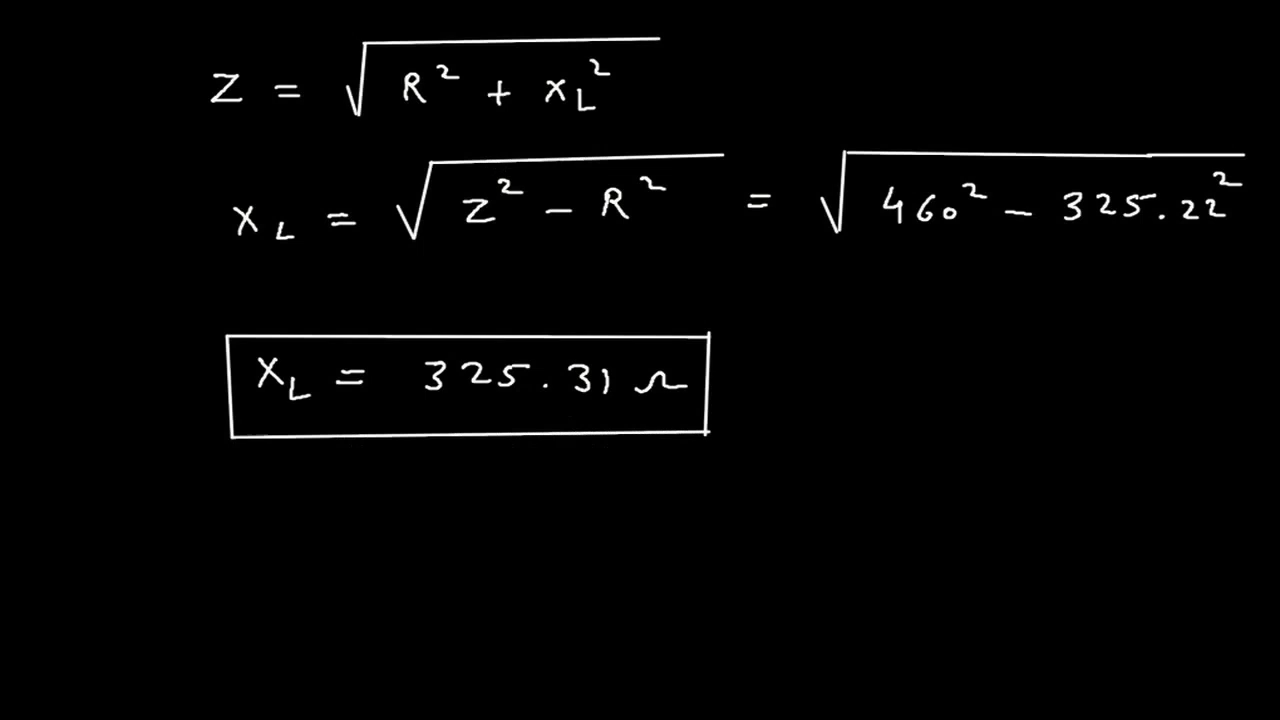 Z = √(R² + X_L²)
X_L = √(Z² − R²) = √(460² − 325.22²)
X_L = 325.31 Ω